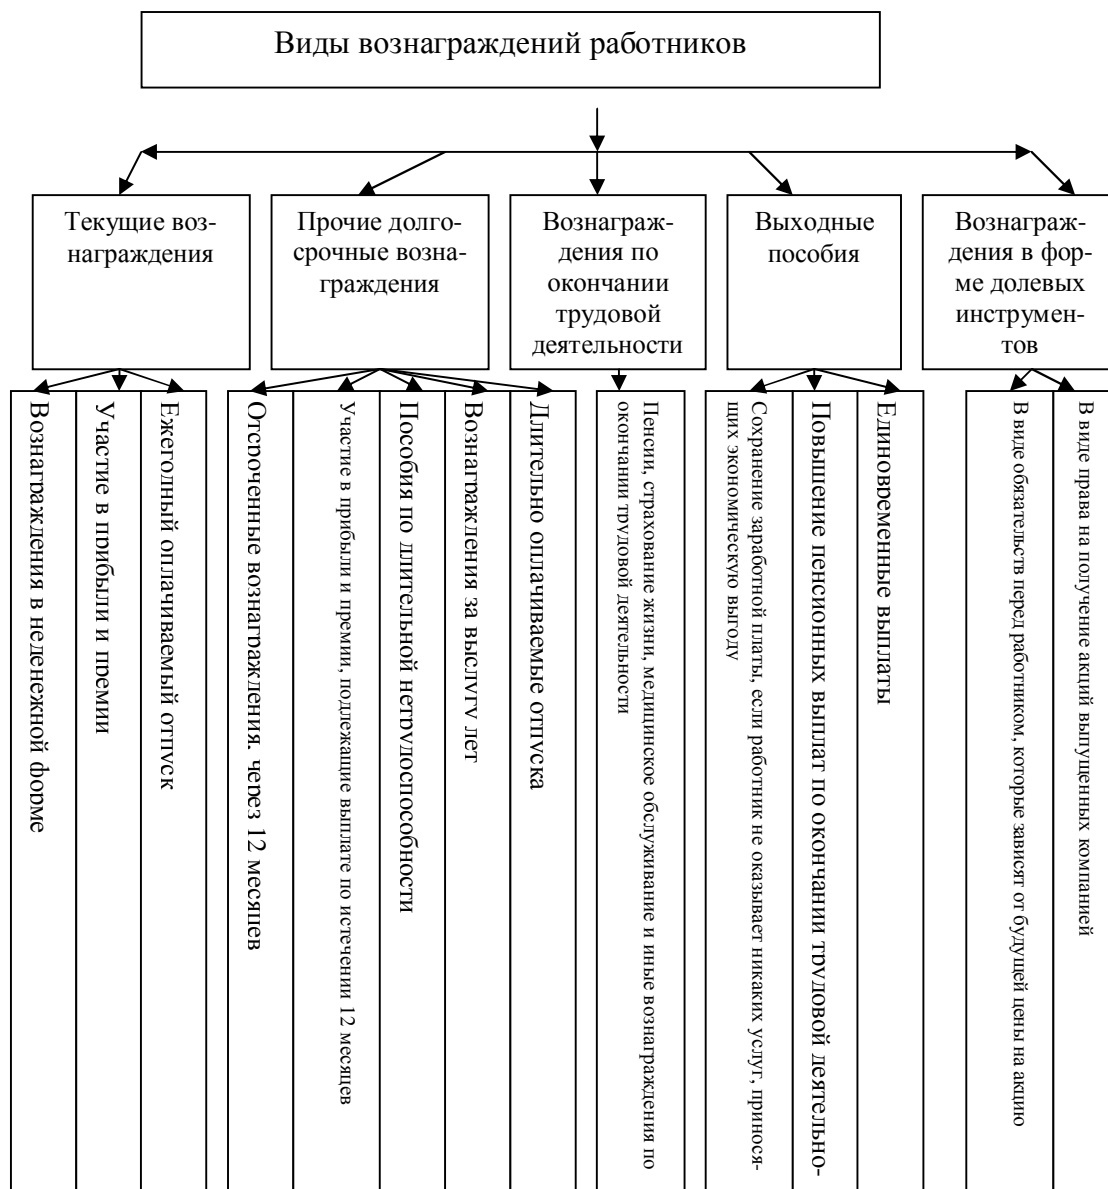 Виды вознаграждений работников
Текущие воз-
награждения
Прочие долго-
срочные возна-
граждения
Вознаграж-
дения по
окончании
трудовой
деятельности
Выходные
пособия
Вознаграж-
дения в фор-
ме долевых
инструмен-
тов
Вознаграждения в неденежной форме
Участие в прибыли и премии
Ежегодный оплачиваемый отпуск
Отсроченные вознаграждения. через 12 месяцев
Участие в прибыли и премии, подлежащие выплате по истечении 12 месяцев
Пособия по длительной нетрудоспособности
Вознаграждения за выслугу лет
Длительно оплачиваемые отпуска
Пенсии, страхование жизни, медицинское обслуживание и иные вознаграждения по
окончании трудовой деятельности
Сохранение заработной платы, если работник не оказывает никаких услуг, принося-
щих экономическую выгоду
Повышение пенсионных выплат по окончании трудовой деятельно-
Единовременные выплаты
В виде обязательств перед работником, которые зависят от будущей цены на акцию
В виде права на получение акций выпущенных компанией